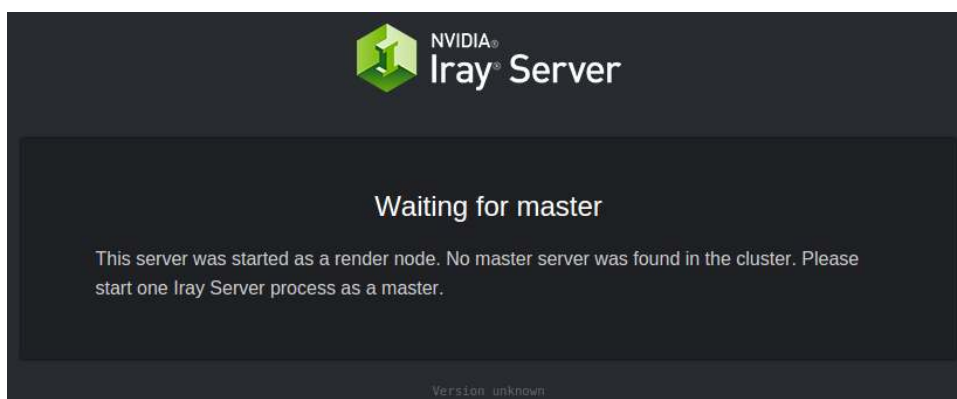 NVIDIA®
Iray® Server
Waiting for master
This server was started as a render node. No master server was found in the cluster. Please
start one Iray Server process as a master.
Version unknown